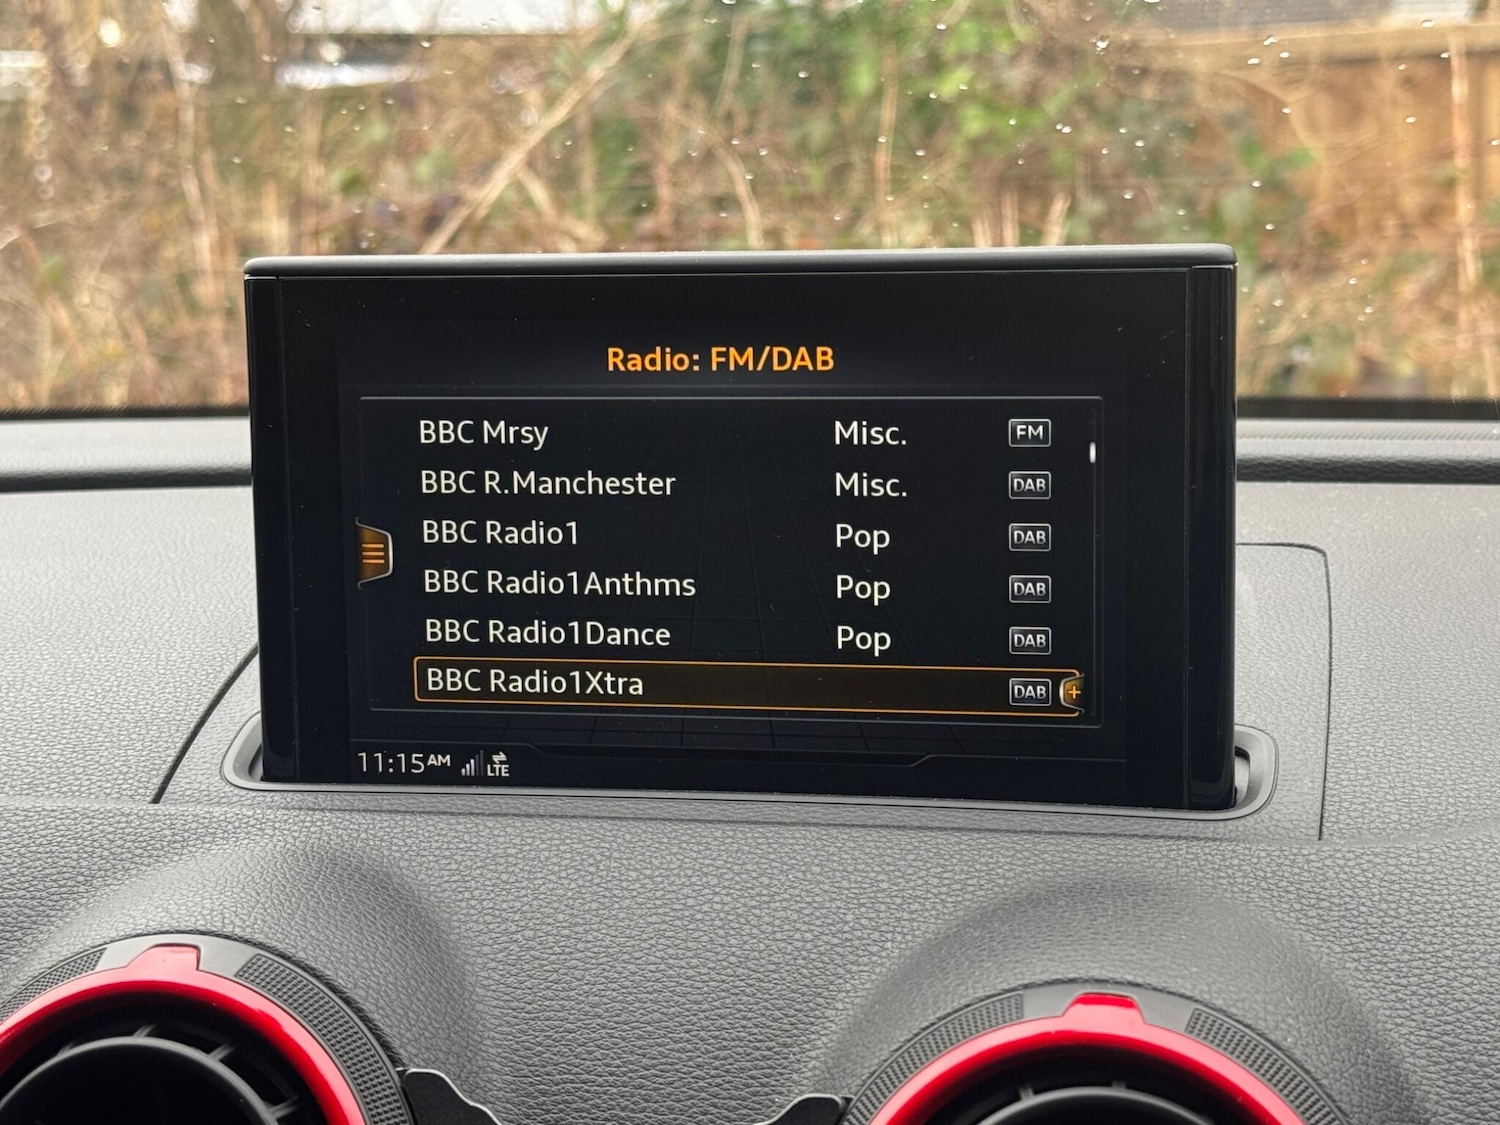 Radio: FM/DAB
BBC Mrsy Misc. FM
BBC R.Manchester Misc. DAB
BBC Radio1 Pop DAB
BBC Radio1Anthms Pop DAB
BBC Radio1Dance Pop DAB
BBC Radio1Xtra DAB +
11:15AM LTE